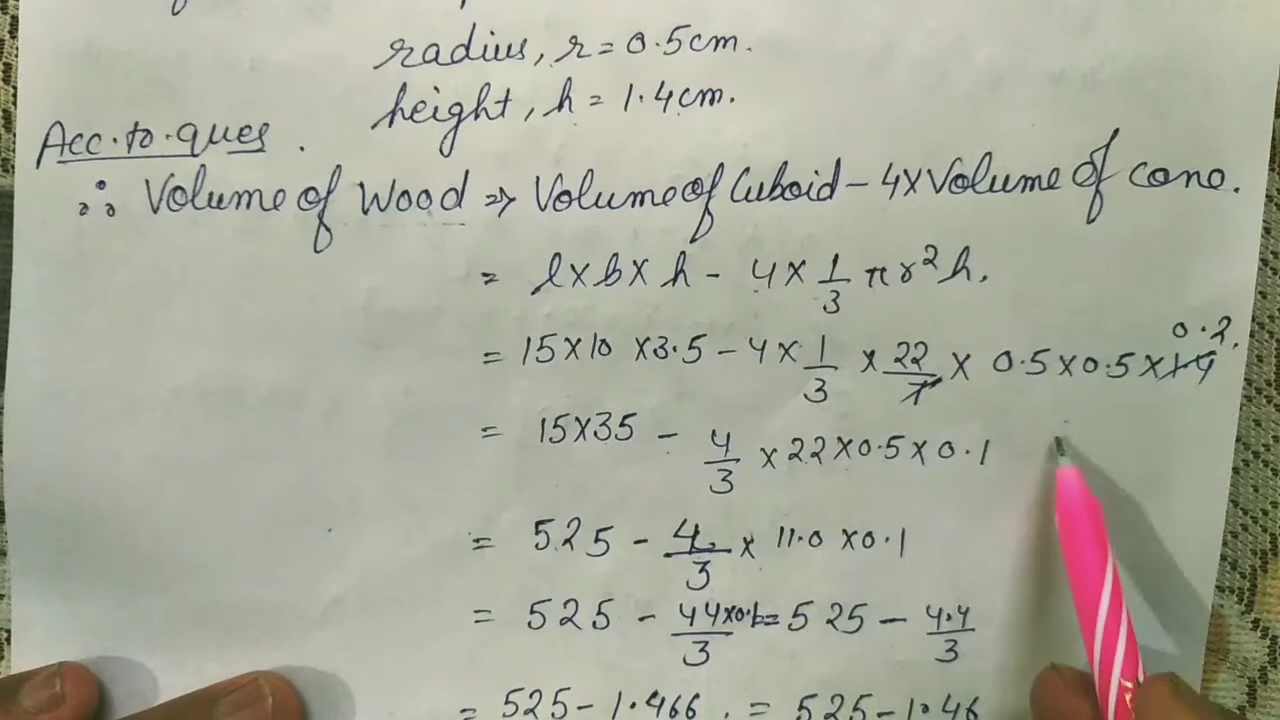 radius, r = 0.5cm.
height, h = 1.4cm.
Acc. to. ques.
∴ Volume of Wood ⇒ Volume of Cuboid - 4 x Volume of cone.
= l x b x h - 4 x 1/3 π r² h.
= 15 x 10 x 3.5 - 4 x 1/3 x 22/7 x 0.5 x 0.5 x 1.4 0.2.
= 15 x 35 - 4/3 x 22 x 0.5 x 0.1
= 525 - 4/3 x 11.0 x 0.1
= 525 - 44 x 0.1/3 = 525 - 4.4/3
= 525 - 1.466. = 525 - 1.46